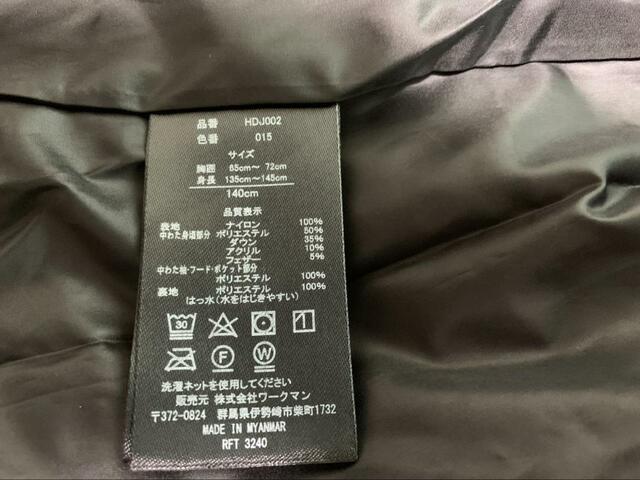 品番 HDJ002
色番 015
サイズ
胸囲 65cm～ 72cm
身長 135cm～145cm
140cm
品質表示
表地 ナイロン 100%
中わた身頃部分 ポリエステル 50%
ダウン 35%
アクリル 10%
フェザー 5%
中わた袖・フード・ポケット部分
ポリエステル 100%
裏地 ポリエステル 100%
はっ水(水をはじきやすい)
30
F W
洗濯ネットを使用してください
販売元 株式会社ワークマン
〒372-0824 群馬県伊勢崎市柴町1732
MADE IN MYANMAR
RFT 3240